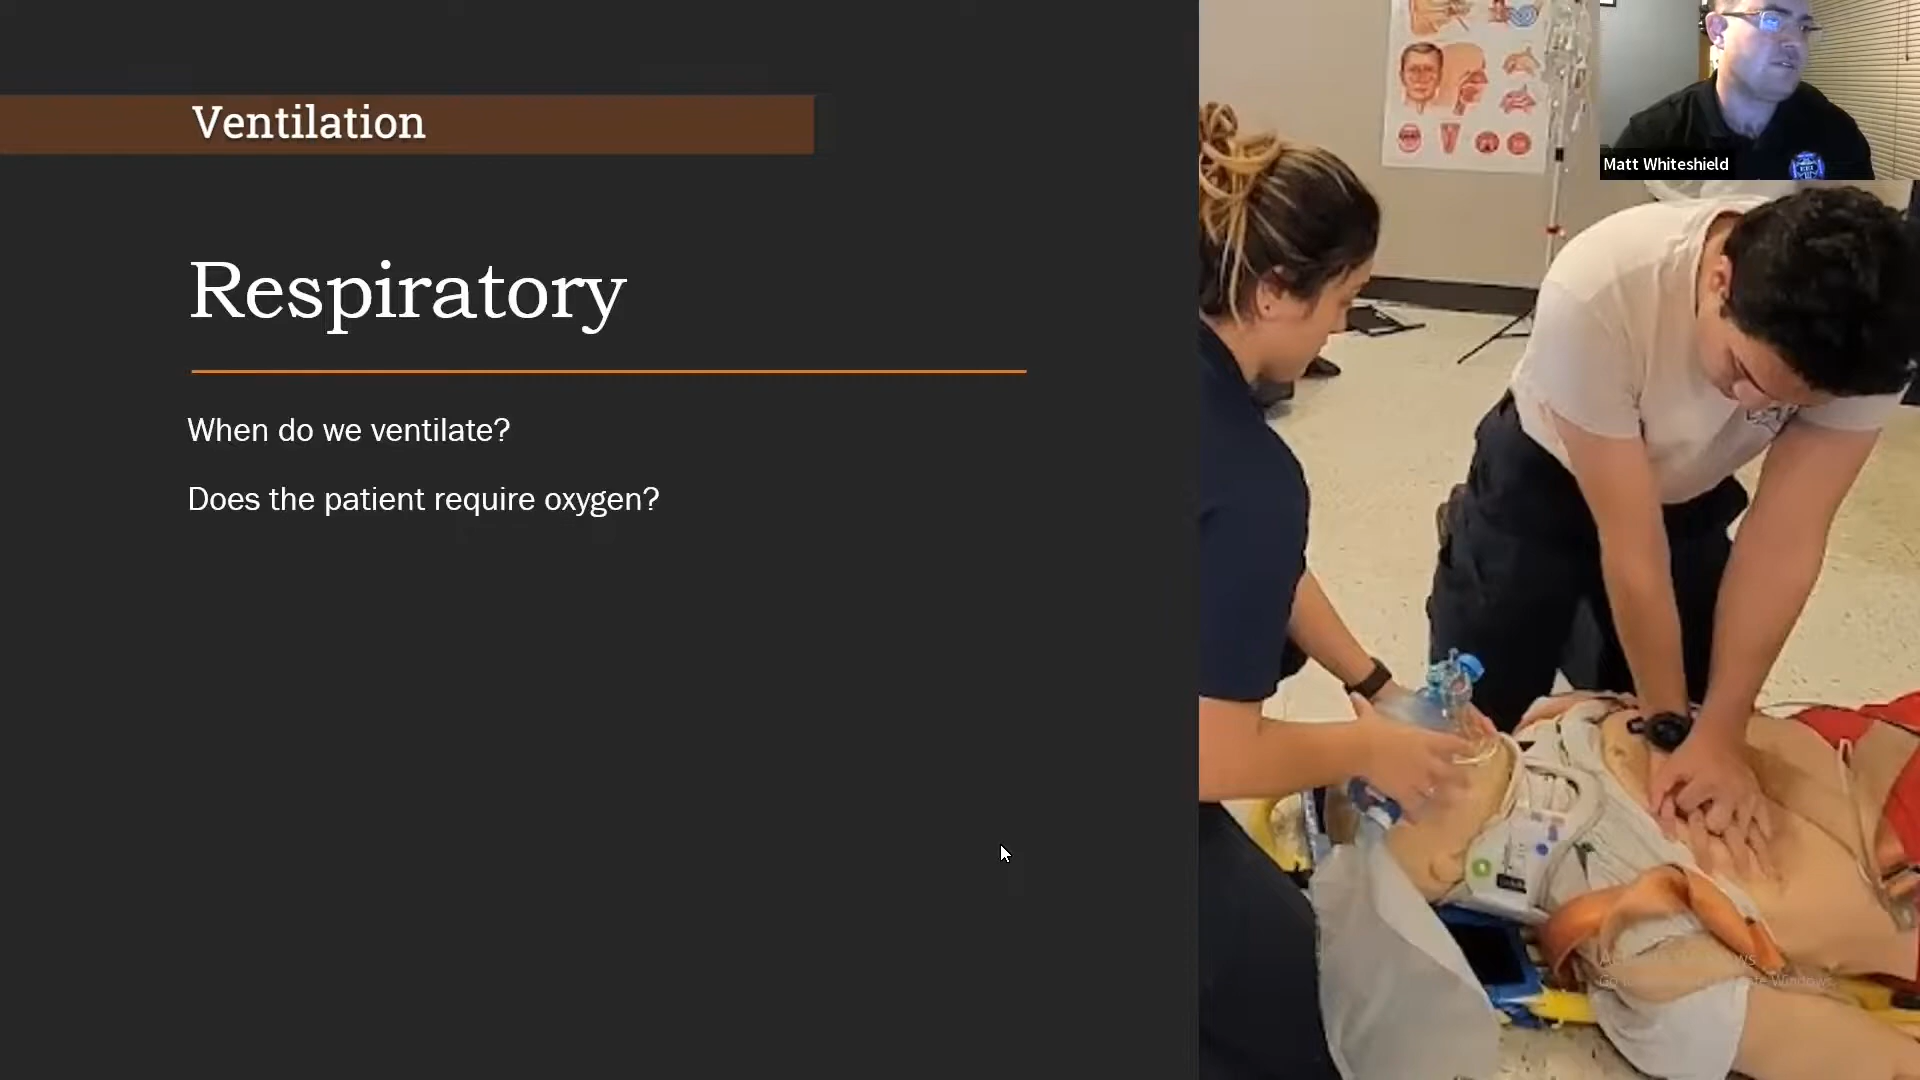 Ventilation
Respiratory
When do we ventilate?
Does the patient require oxygen?
Matt Whiteshield